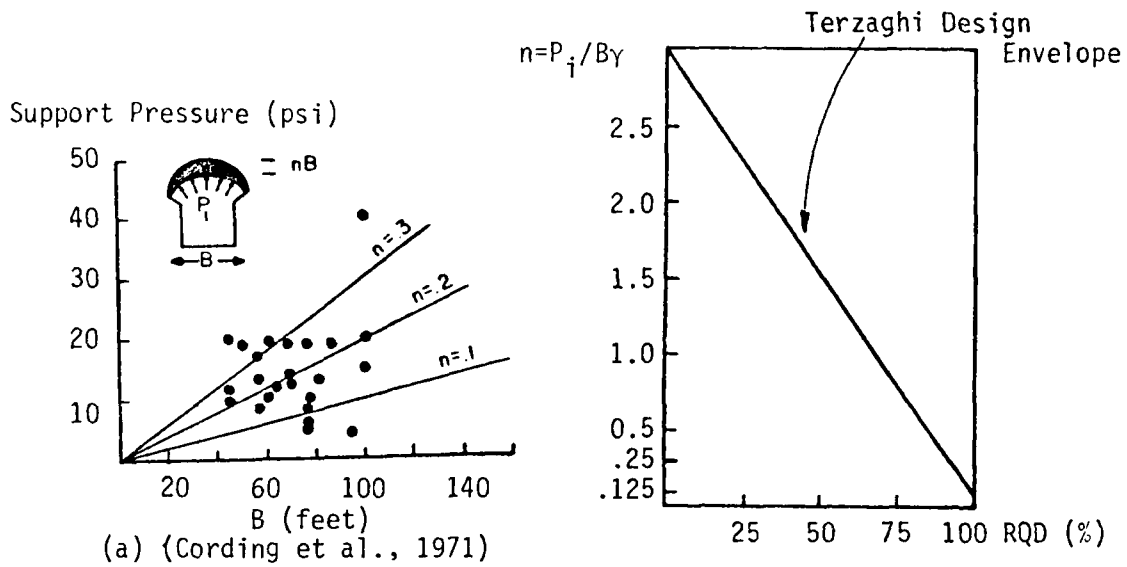 Support Pressure (psi)
50
40
30
20
10
nB
Pi
B
n=.3
n=.2
n=.1
20 60 100 140
B (feet)
(a) (Cording et al., 1971)
Terzaghi Design
Envelope
n=Pi/Bγ
2.5
2.0
1.5
1.0
0.5
.25
.125
25 50 75 100 RQD (%)